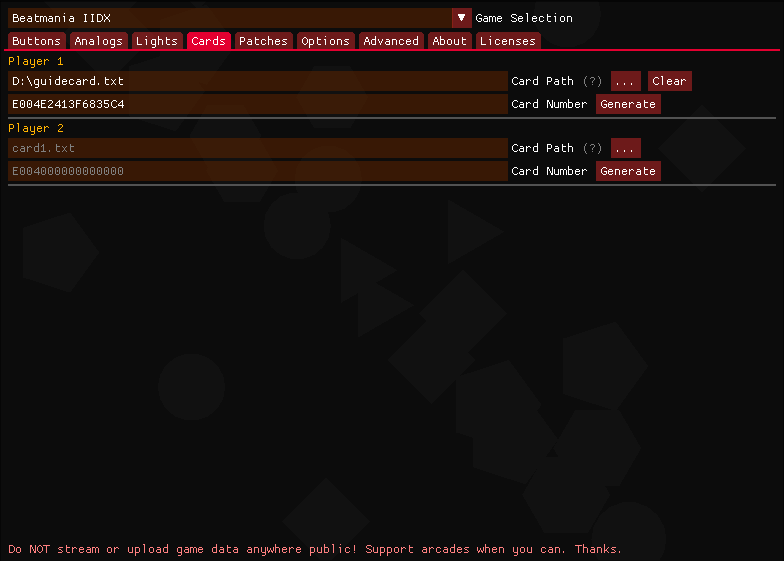 Beatmania IIDX ▼ Game Selection
Buttons Analogs Lights Cards Patches Options Advanced About Licenses
Player 1
D:\guidecard.txt Card Path (?) ... Clear
E004E2413F6835C4 Card Number Generate
Player 2
card1.txt Card Path (?) ...
E004000000000000 Card Number Generate
Do NOT stream or upload game data anywhere public! Support arcades when you can. Thanks.